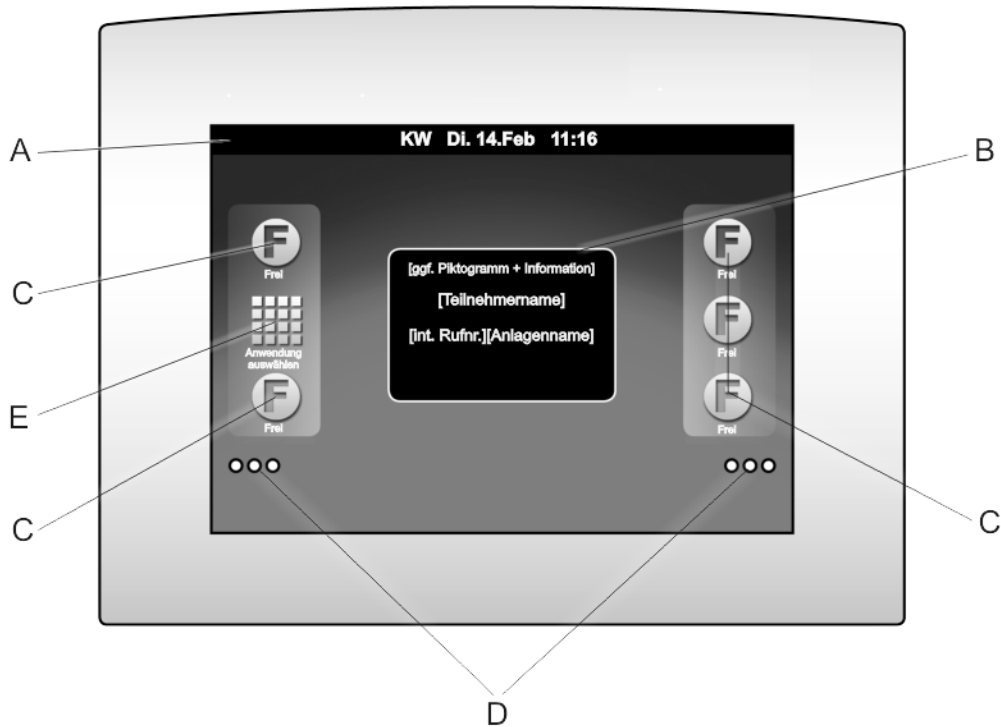 A
KW Di. 14.Feb 11:16
B
F
Frei
F
Frei
C
[ggf. Piktogramm + Information]
[Teilnehmername]
[int. Rufnr.][Anlagenname]
Anwendung
auswählen
F
Frei
E
F
Frei
F
Frei
C
C
D